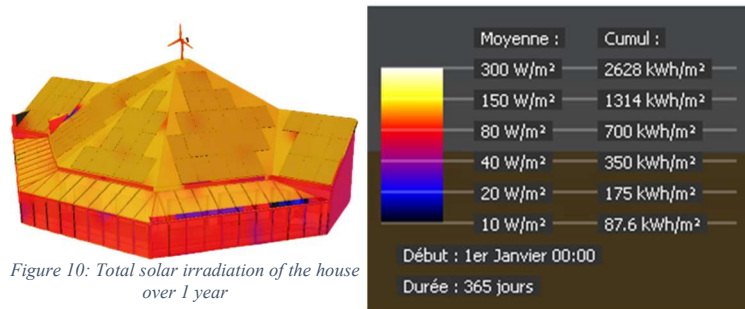 Figure 10: Total solar irradiation of the house
over 1 year
Moyenne : Cumul :
300 W/m² 2628 kWh/m²
150 W/m² 1314 kWh/m²
80 W/m² 700 kWh/m²
40 W/m² 350 kWh/m²
20 W/m² 175 kWh/m²
10 W/m² 87.6 kWh/m²
Début : 1er Janvier 00:00
Durée : 365 jours